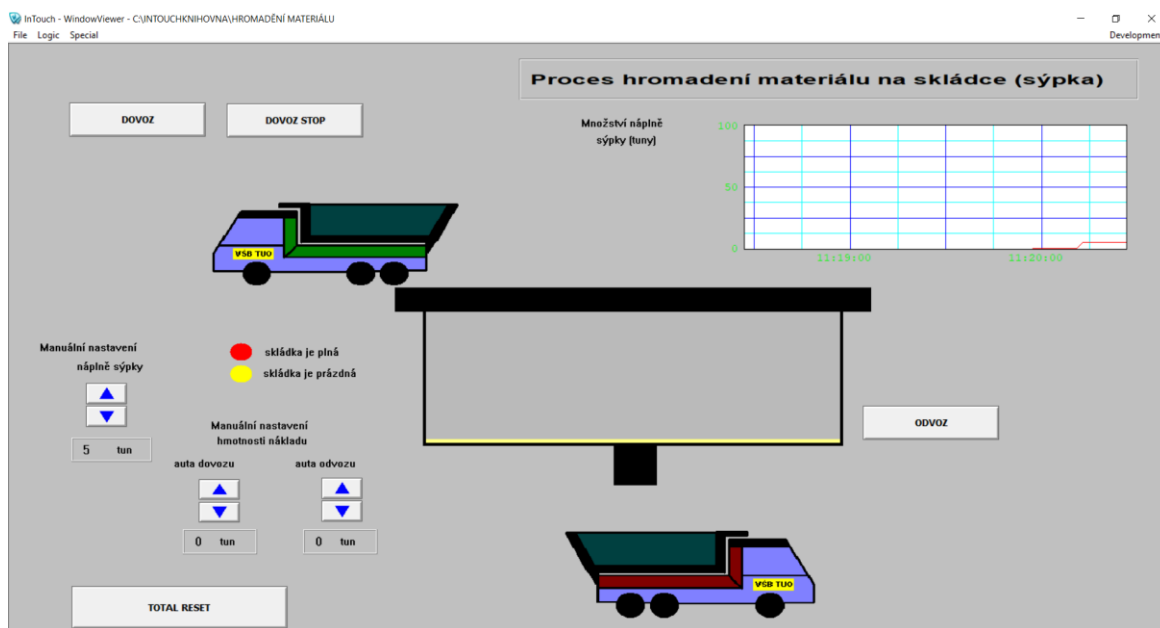 InTouch - WindowViewer - C:\INTOUCHKNIHOVNA\HROMADĚNÍ MATERIÁLU
File Logic Special
Developmen
Proces hromadení materiálu na skládce (sýpka)
DOVOZ
DOVOZ STOP
Množství náplně
sýpky (tuny)
100
50
0
11:19:00
11:20:00
VŠB TUO
Manuální nastavení
náplně sýpky
5 tun
skládka je plná
skládka je prázdná
Manuální nastavení
hmotnosti nákladu
auta dovozu
auta odvozu
0 tun
0 tun
ODVOZ
VŠB TUO
TOTAL RESET